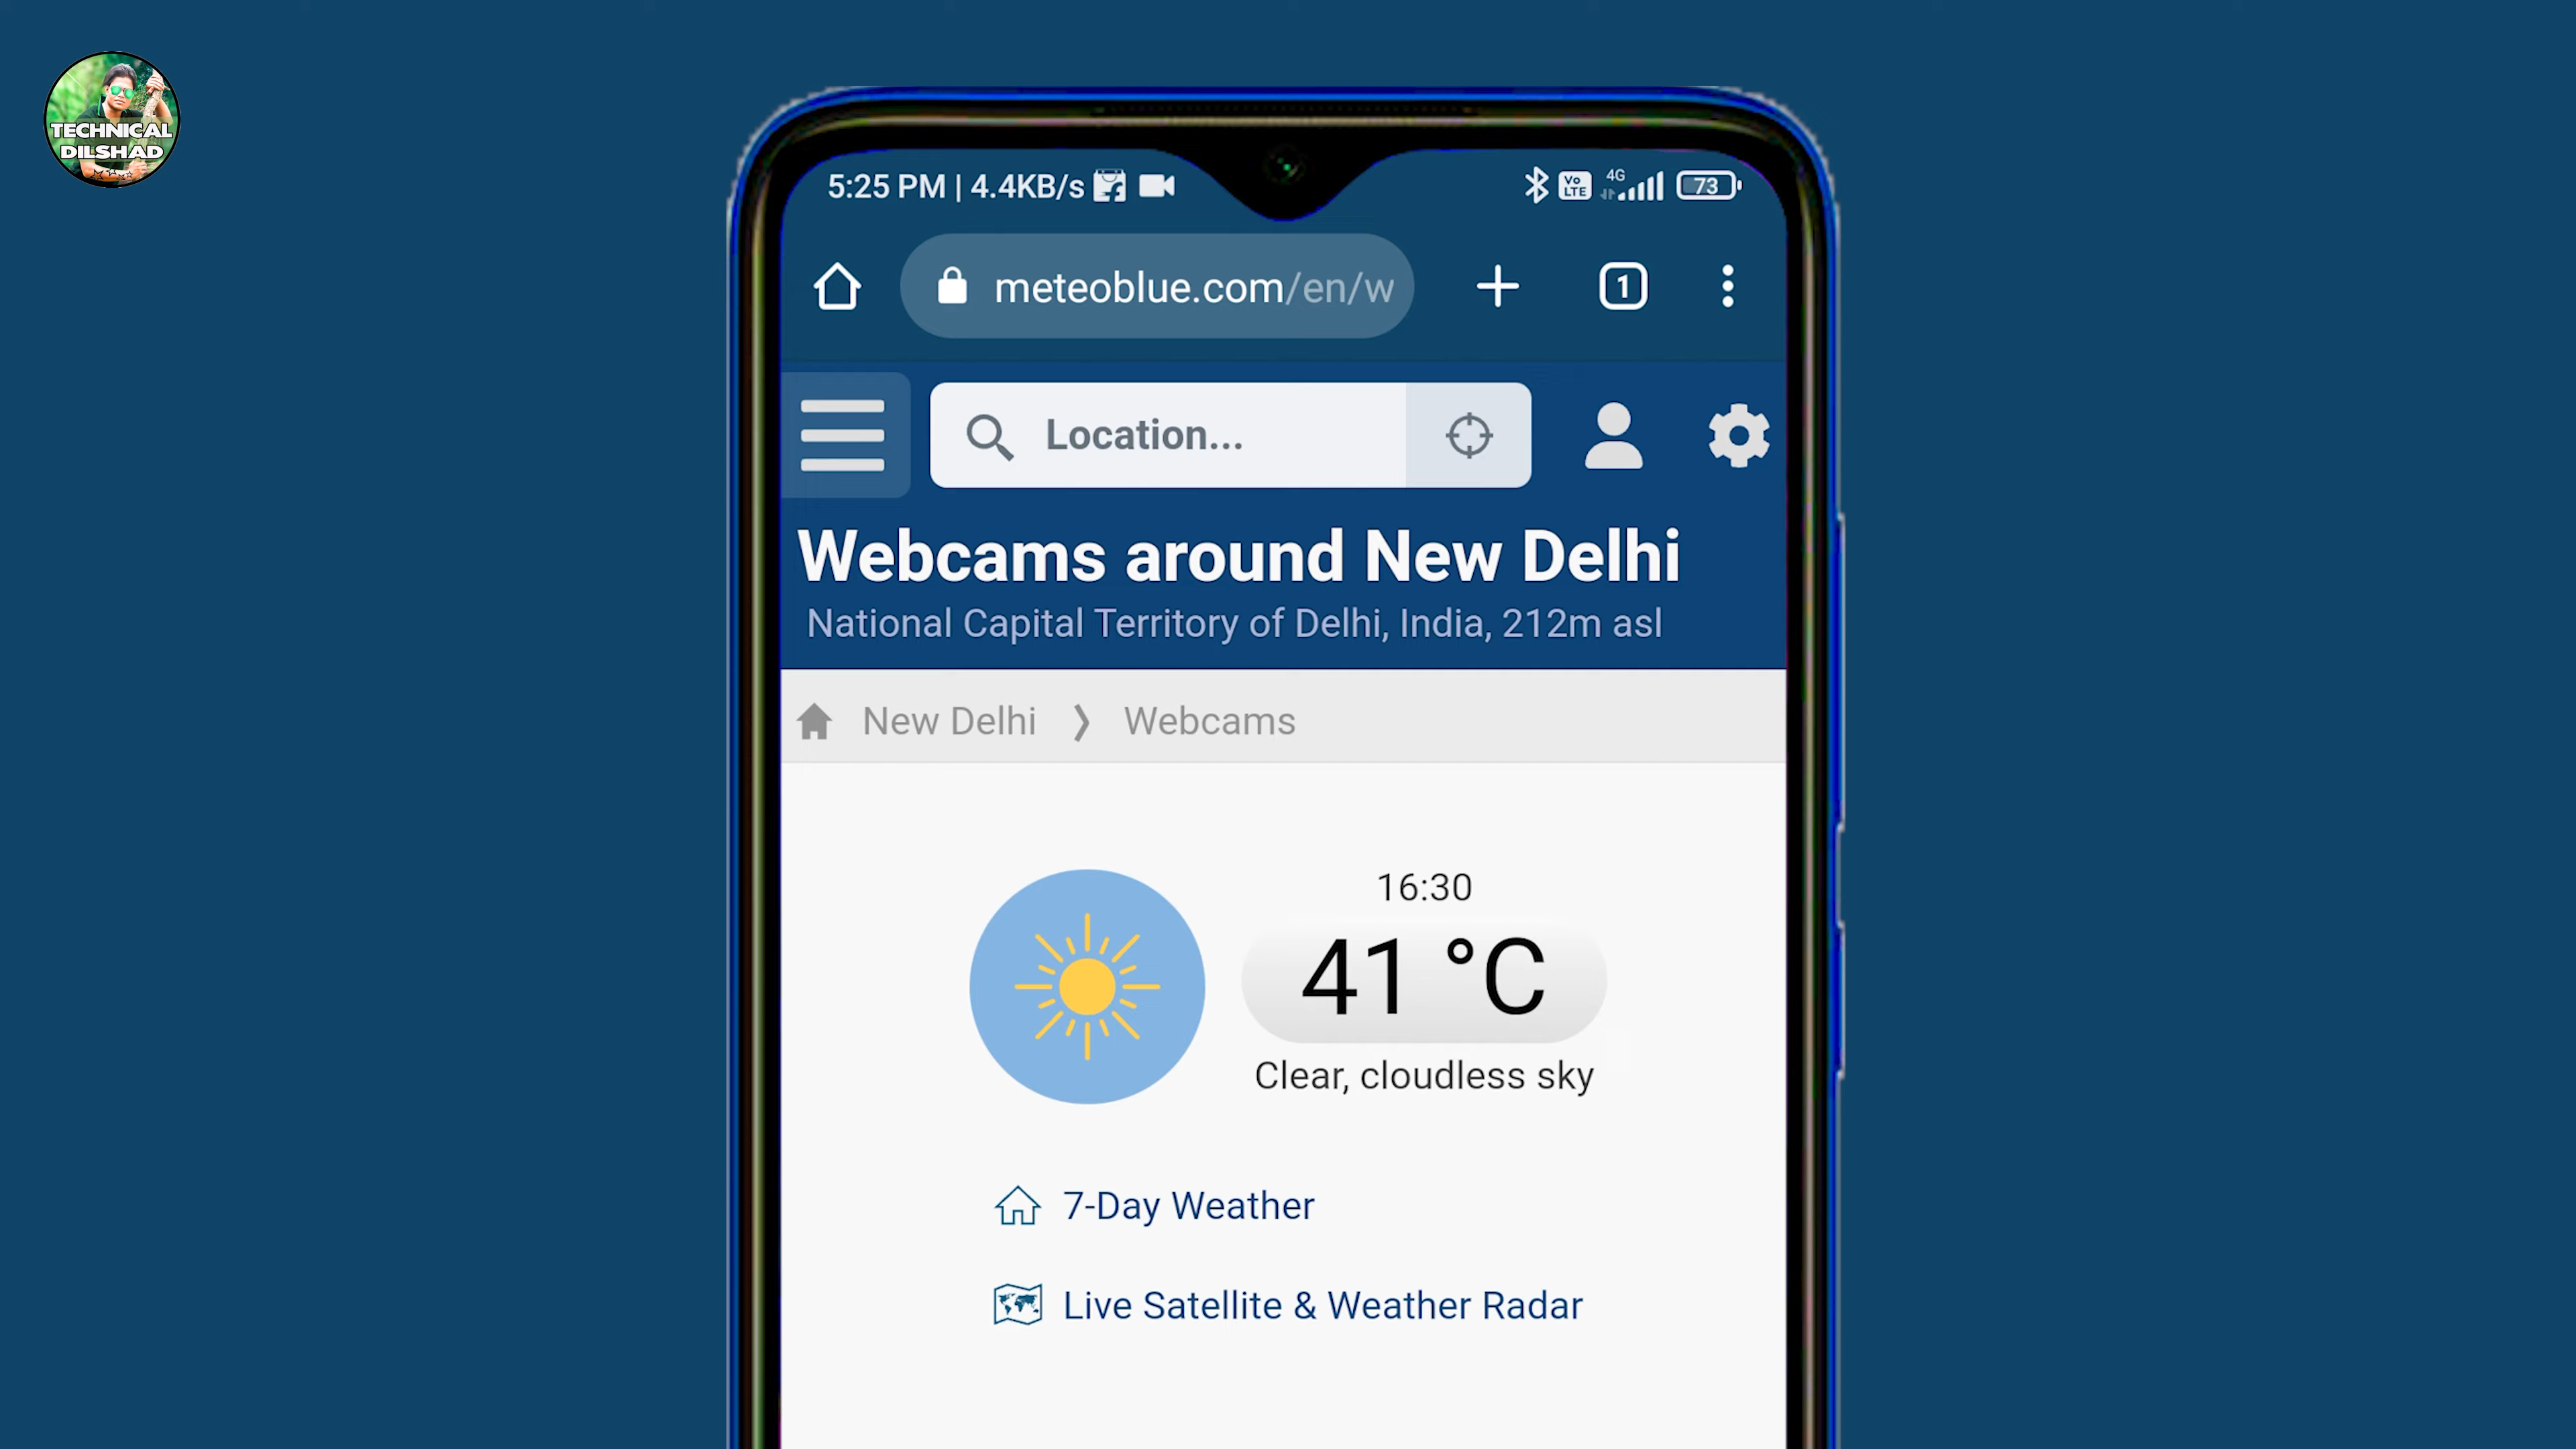 TECHNICAL
DILSHAD
5:25 PM | 4.4KB/s
Vo
LTE
4G
73
meteoblue.com/en/w
1
Location...
Webcams around New Delhi
National Capital Territory of Delhi, India, 212m asl
New Delhi ❯ Webcams
16:30
41 °C
Clear, cloudless sky
7-Day Weather
Live Satellite & Weather Radar